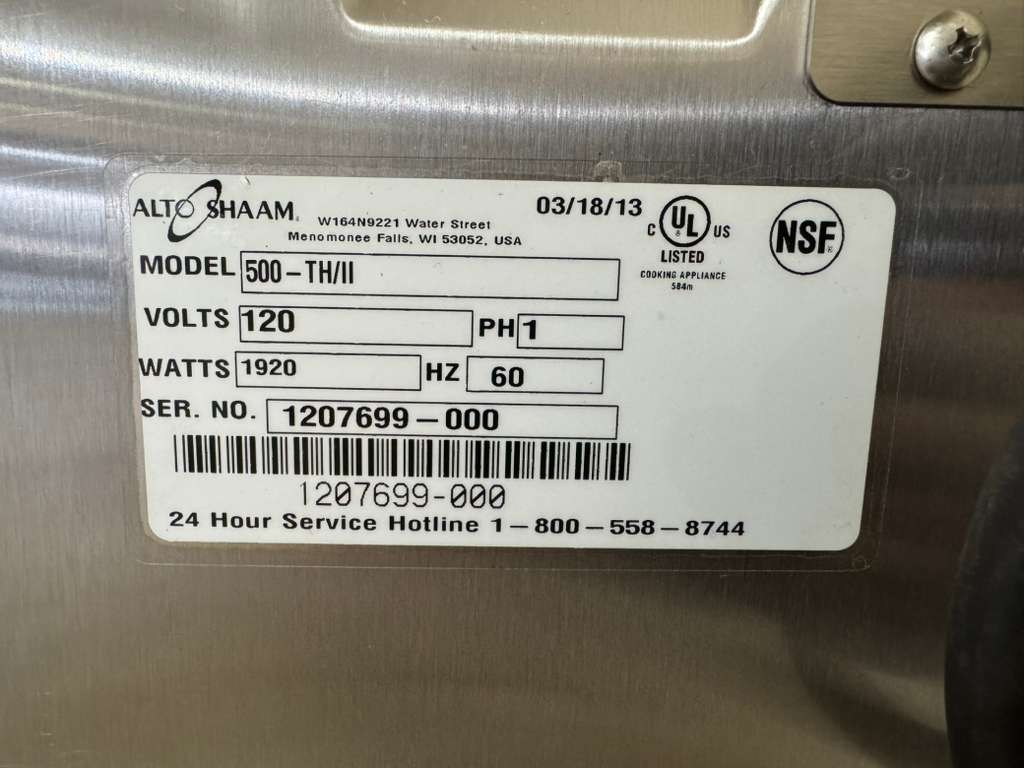 ALTO SHAAM®
W164N9221 Water Street
Menomonee Falls, WI 53052, USA
03/18/13
C UL® US
LISTED
COOKING APPLIANCE
584m
NSF®
MODEL 500-TH/II
VOLTS 120 PH 1
WATTS 1920 HZ 60
SER. NO. 1207699-000
1207699-000
24 Hour Service Hotline 1-800-558-8744